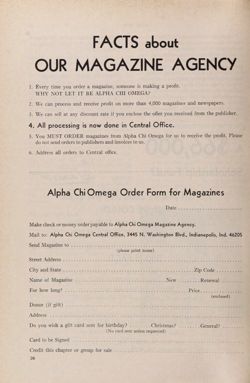 FACTS about
OUR MAGAZINE AGENCY
1. Every time you order a magazine, someone is making a profit.
WHY NOT LET IT BE ALPHA CHI OMEGA?
2. We can process and receive profit on more than 4,000 magazines and newspapers.
3. We can sell at any discount rate if you enclose the offer you received from the publisher.
4. All processing is now done in Central Office.
5. You MUST ORDER magazines from Alpha Chi Omega for us to receive the profit. Please
do not send orders to publishers and invoices to us.
6. Address all orders to Central office.
Alpha Chi Omega Order Form for Magazines
Date
Make check or money order payable to Alpha Chi Omega Magazine Agency.
Mail to: Alpha Chi Omega Central Office, 3445 N. Washington Blvd., Indianapolis, Ind. 46205
Send Magazine to
(please print name)
Street Address
City and State Zip Code
Name of Magazine New Renewal
For how long? Price
(enclosed)
Donor (if gift)
Address
Do you wish a gift card sent for birthday? Christmas? General?
(No card sent unless requested)
Card to be Signed
Credit this chapter or group for sale